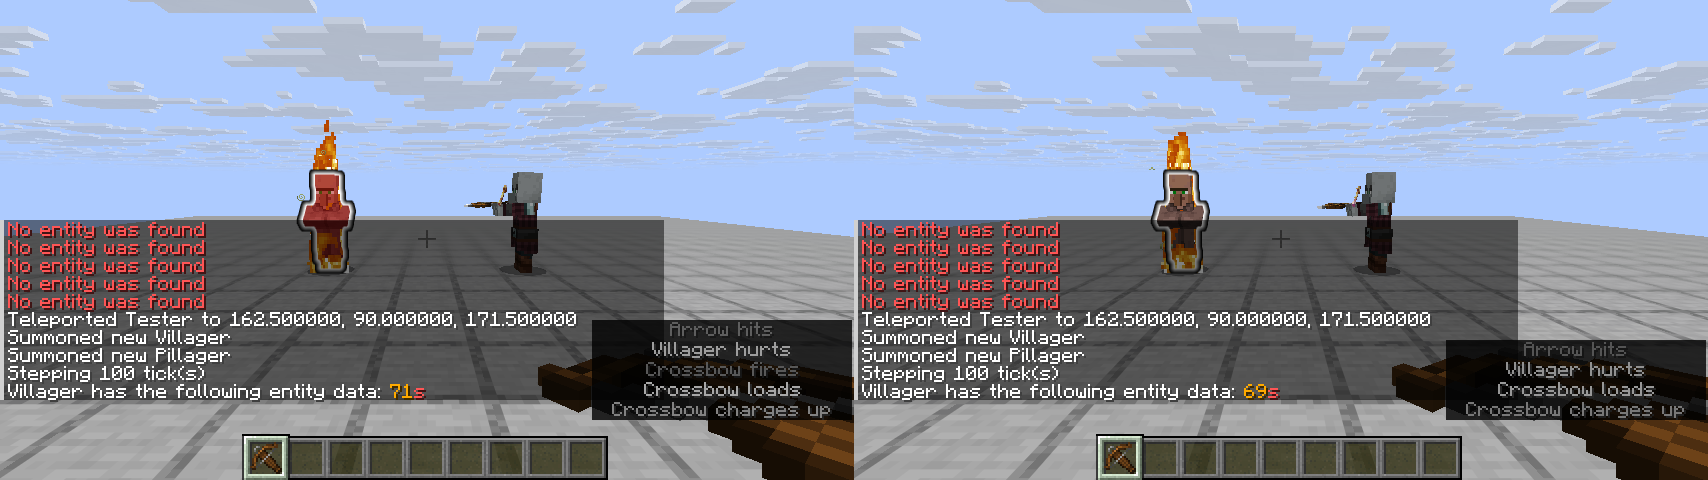 No entity was found
No entity was found
No entity was found
No entity was found
No entity was found
Teleported Tester to 162.500000, 90.000000, 171.500000
Summoned new Villager
Summoned new Pillager
Stepping 100 tick(s)
Villager has the following entity data: 71s
Arrow hits
Villager hurts
Crossbow fires
Crossbow loads
Crossbow charges up
No entity was found
No entity was found
No entity was found
No entity was found
No entity was found
Teleported Tester to 162.500000, 90.000000, 171.500000
Summoned new Villager
Summoned new Pillager
Stepping 100 tick(s)
Villager has the following entity data: 69s
Arrow hits
Villager hurts
Crossbow loads
Crossbow charges up